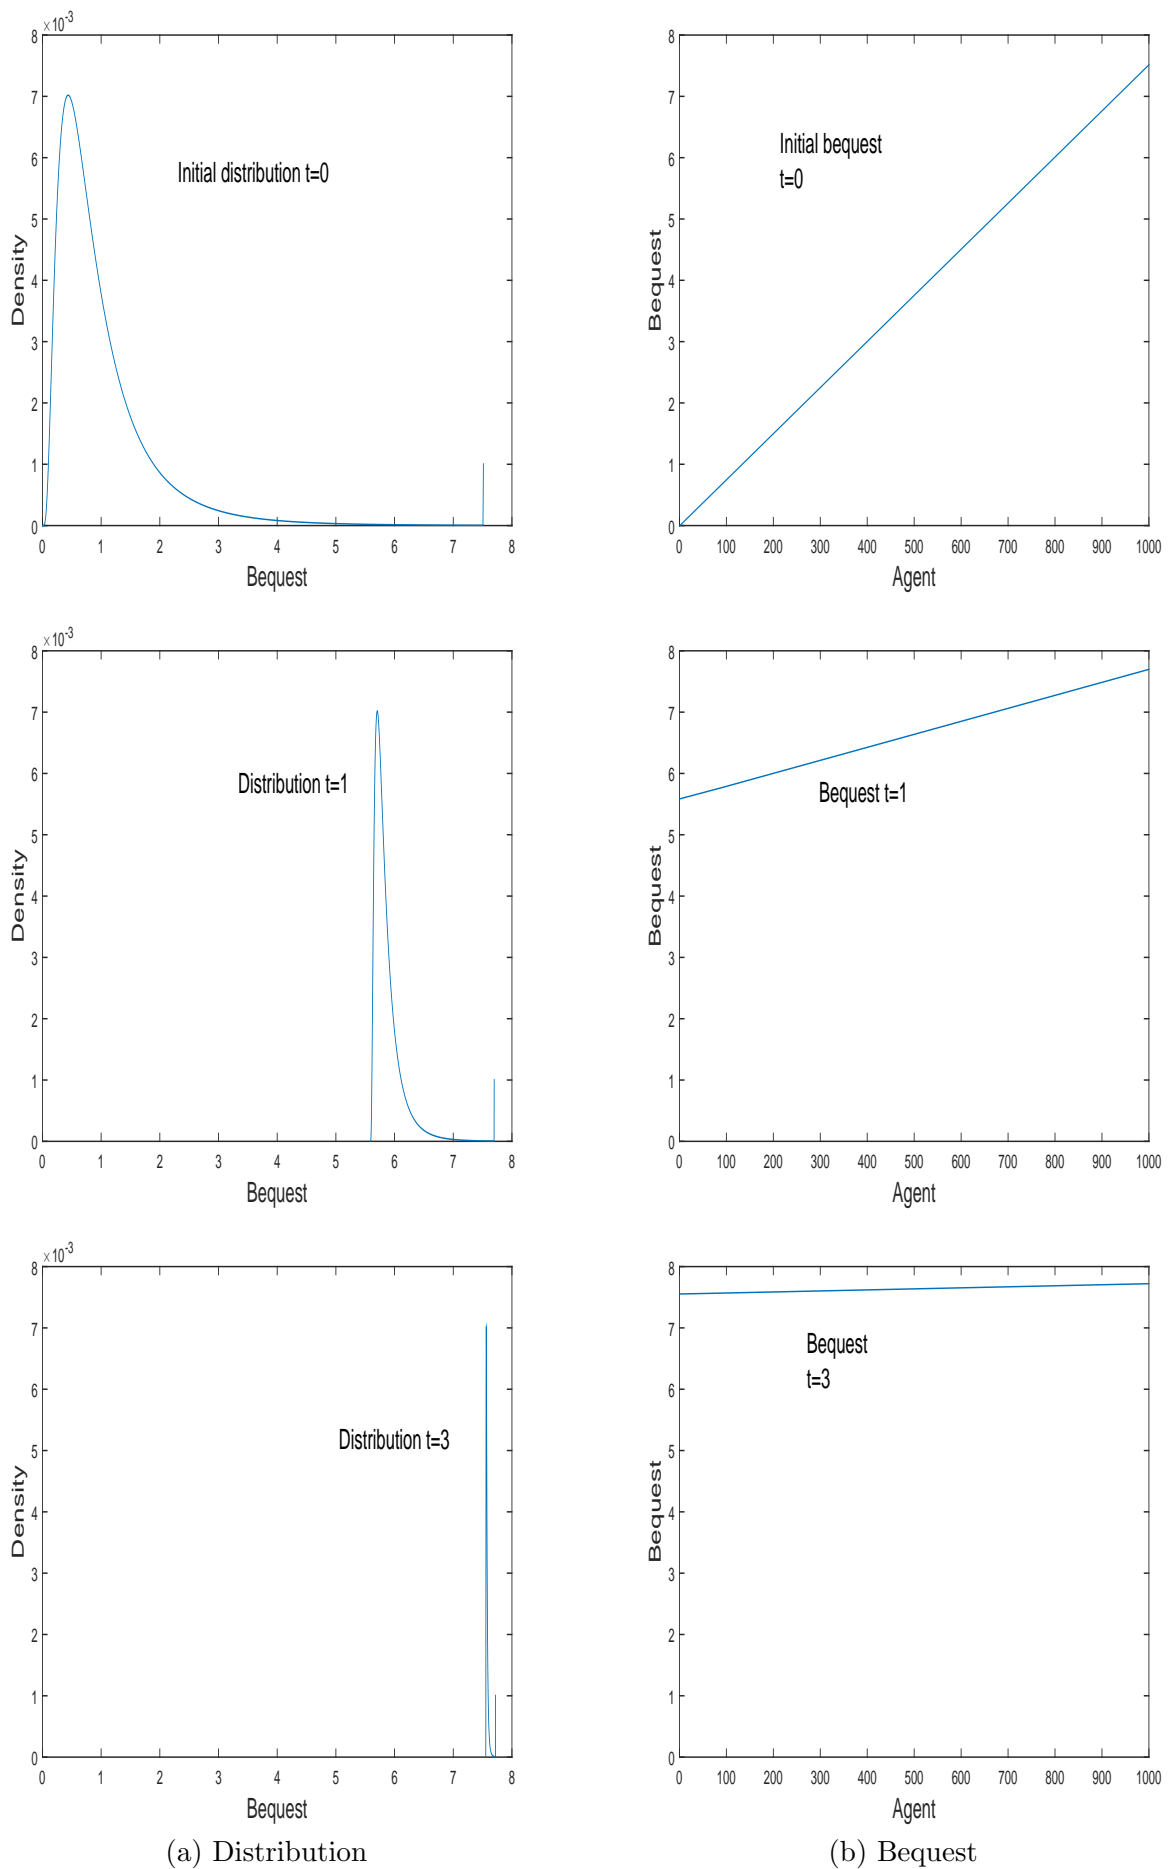 ×10-3
8
7
6
5
4
3
2
1
0
Density
Initial distribution t=0
0 1 2 3 4 5 6 7 8
Bequest
8
7
6
5
4
3
2
1
0
Bequest
Initial bequest
t=0
0 100 200 300 400 500 600 700 800 900 1000
Agent
×10-3
8
7
6
5
4
3
2
1
0
Density
Distribution t=1
0 1 2 3 4 5 6 7 8
Bequest
8
7
6
5
4
3
2
1
0
Bequest
Bequest t=1
0 100 200 300 400 500 600 700 800 900 1000
Agent
×10-3
8
7
6
5
4
3
2
1
0
Density
Distribution t=3
0 1 2 3 4 5 6 7 8
Bequest
8
7
6
5
4
3
2
1
0
Bequest
Bequest
t=3
0 100 200 300 400 500 600 700 800 900 1000
Agent
(a) Distribution
(b) Bequest